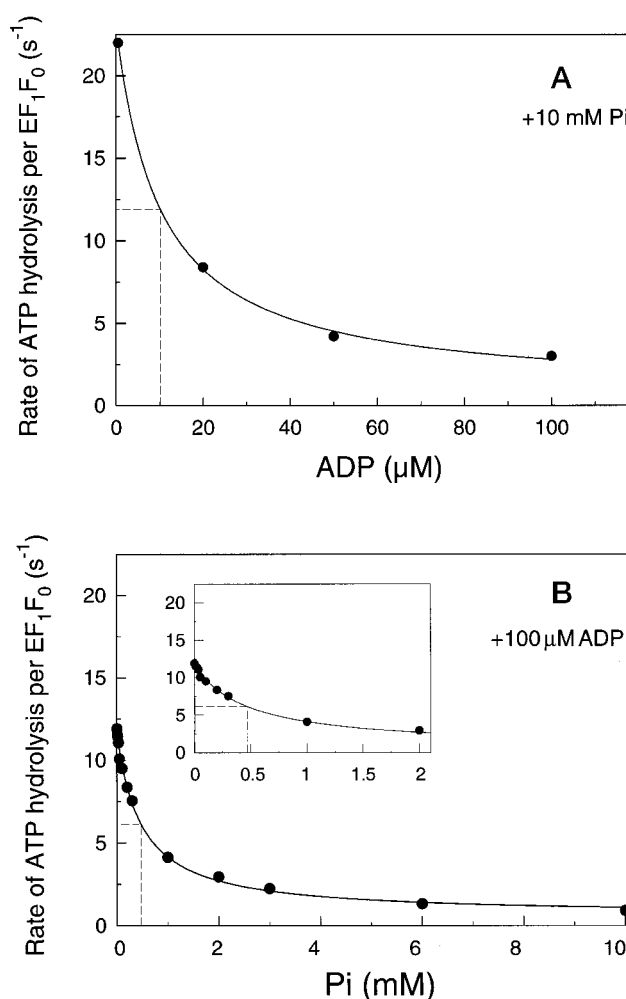 Rate of ATP hydrolysis per EF₁F₀ (s⁻¹)
20
15
10
5
0
A
+10 mM Pi
0 20 40 60 80 100
ADP (µM)
Rate of ATP hydrolysis per EF₁F₀ (s⁻¹)
20
15
10
5
0
B
+100 µM ADP
20
15
10
5
0
0 0.5 1 1.5 2
0 2 4 6 8 10
Pi (mM)